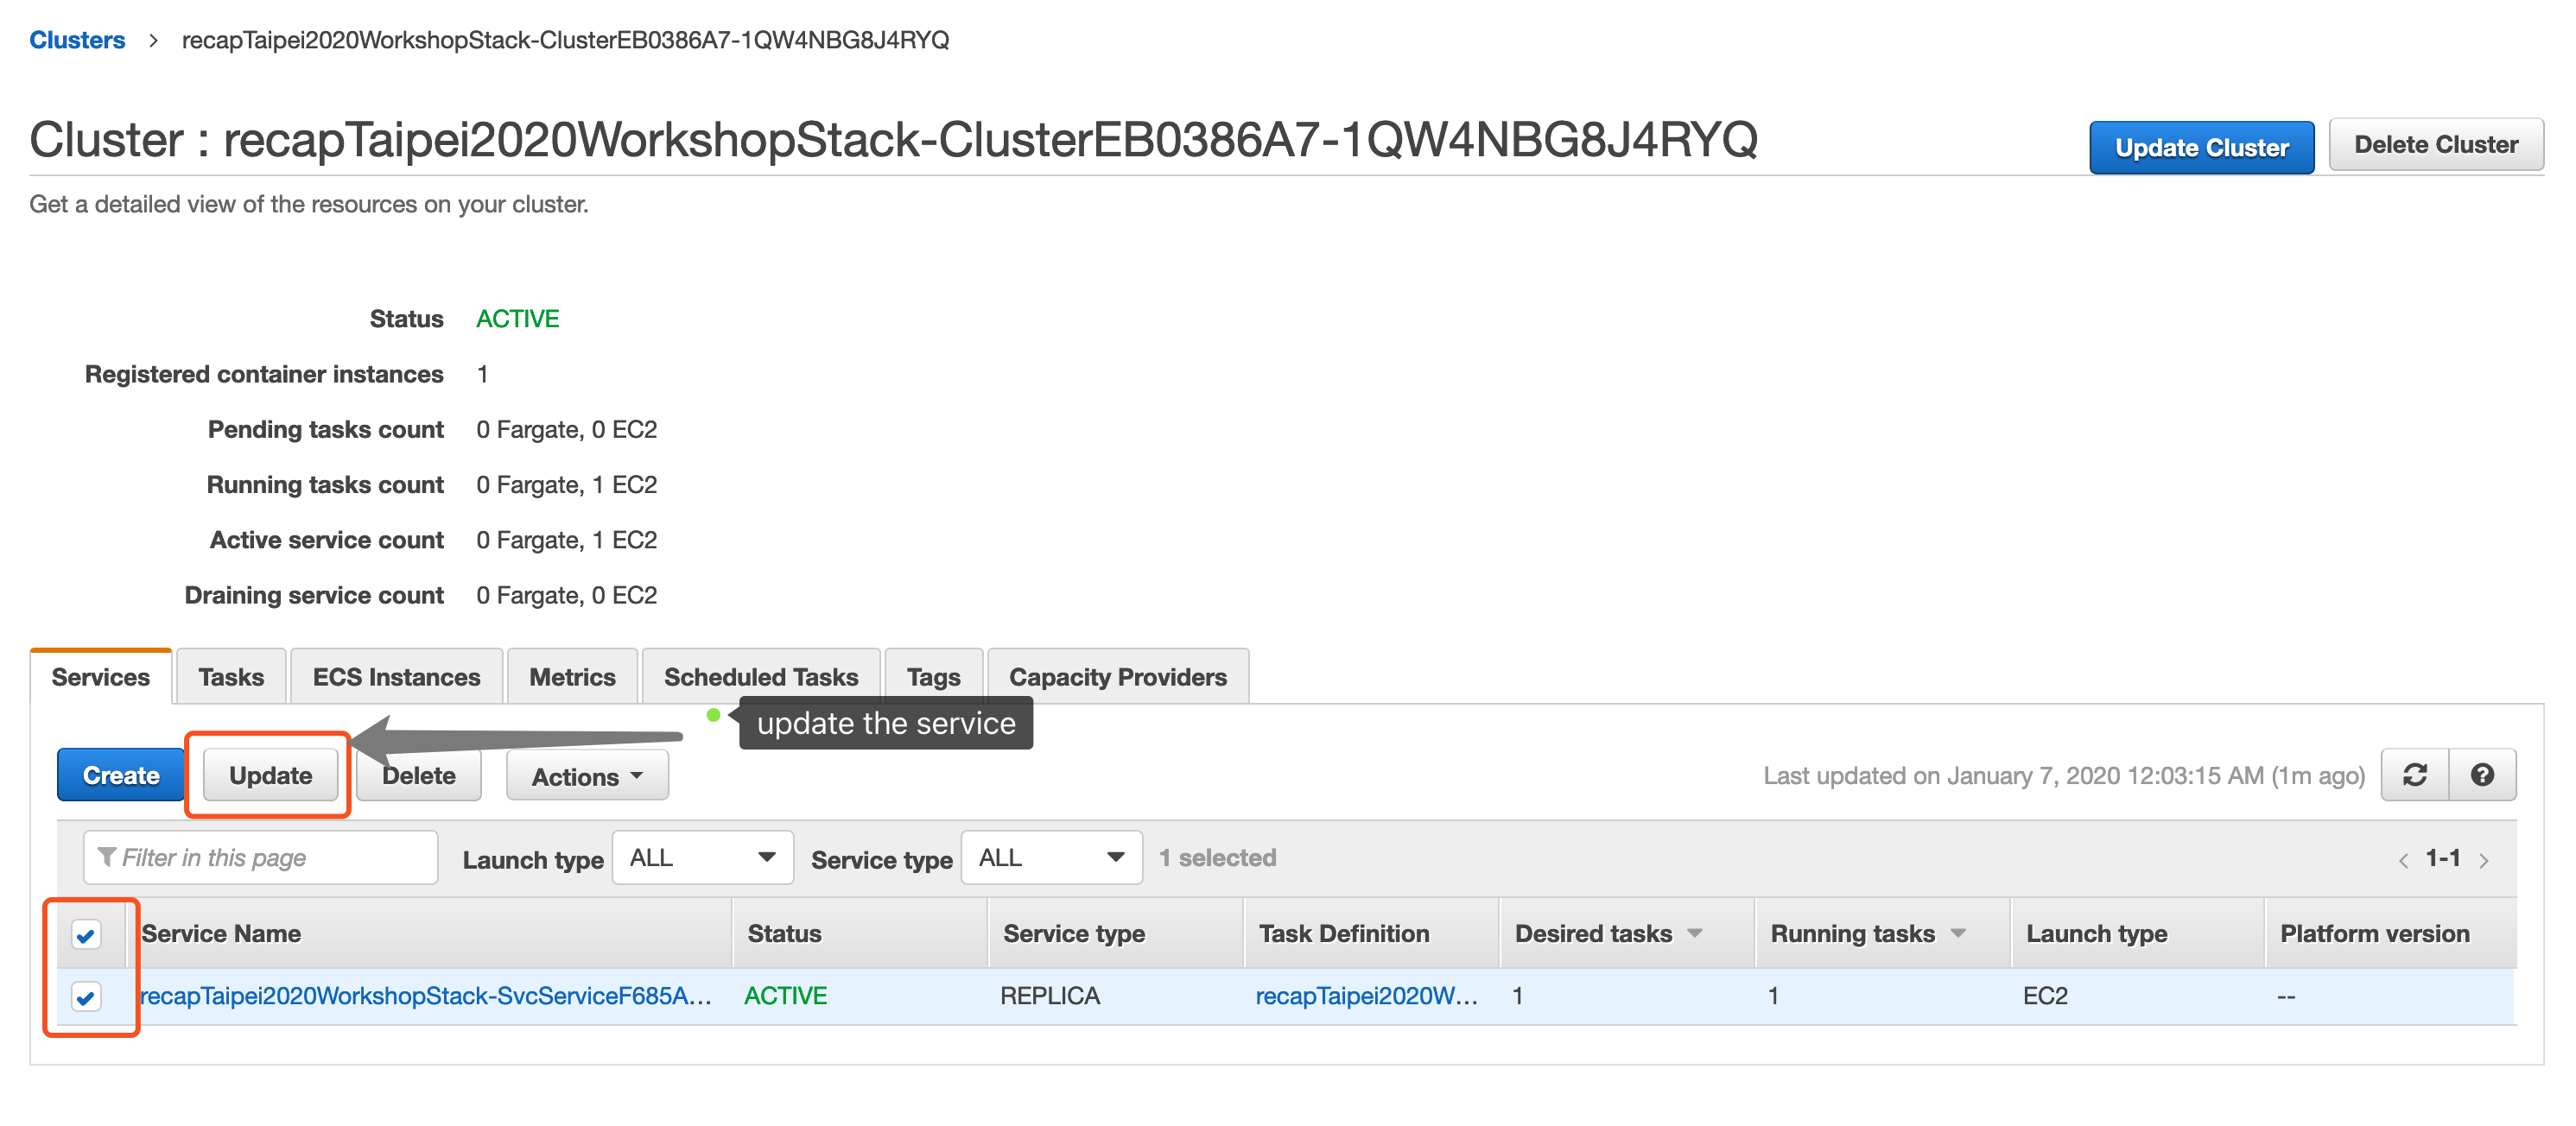 Clusters > recapTaipei2020WorkshopStack-ClusterEB0386A7-1QW4NBG8J4RYQ
Cluster : recapTaipei2020WorkshopStack-ClusterEB0386A7-1QW4NBG8J4RYQ
Update Cluster
Delete Cluster
Get a detailed view of the resources on your cluster.
Status ACTIVE
Registered container instances 1
Pending tasks count 0 Fargate, 0 EC2
Running tasks count 0 Fargate, 1 EC2
Active service count 0 Fargate, 1 EC2
Draining service count 0 Fargate, 0 EC2
Services Tasks ECS Instances Metrics Scheduled Tasks Tags Capacity Providers
update the service
Create Update Delete Actions Last updated on January 7, 2020 12:03:15 AM (1m ago)
Filter in this page Launch type ALL Service type ALL 1 selected < 1-1 >
Service Name Status Service type Task Definition Desired tasks Running tasks Launch type Platform version
recapTaipei2020WorkshopStack-SvcServiceF685A... ACTIVE REPLICA recapTaipei2020W... 1 1 EC2 --